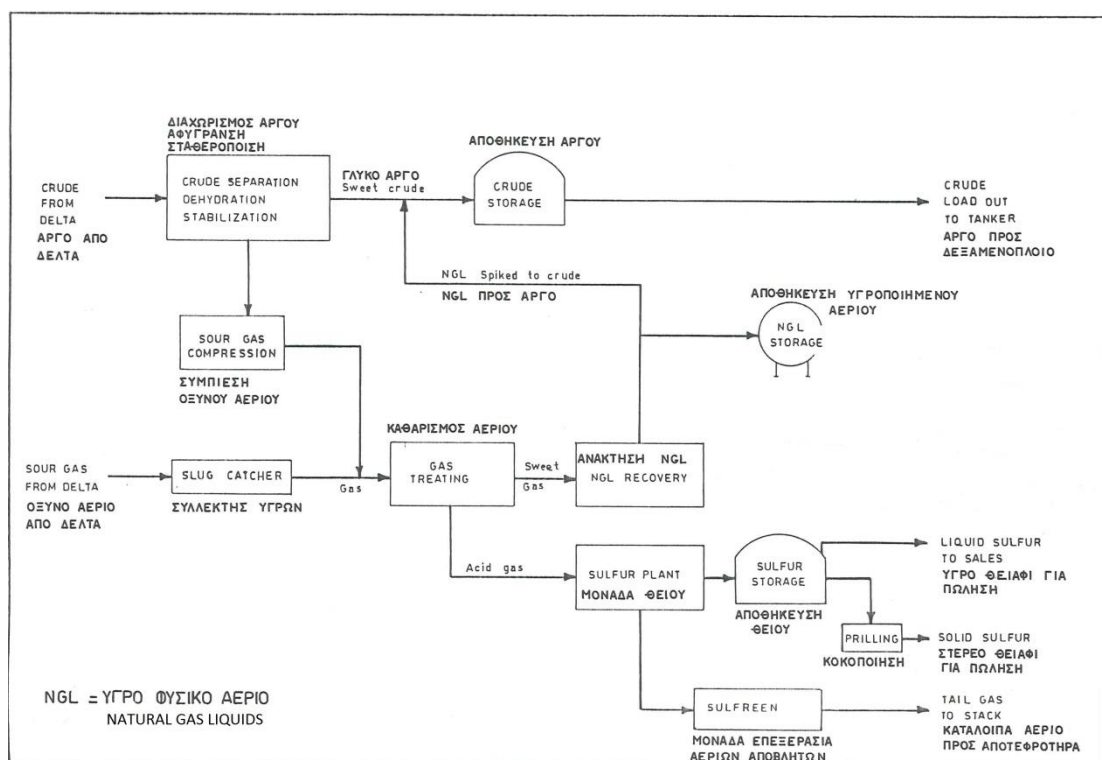 ΔΙΑΧΩΡΙΣΜΟΣ ΑΡΓΟΥ
ΑΦΥΓΡΑΝΣΗ
ΣΤΑΘΕΡΟΠΟΙΣΗ
CRUDE SEPARATION
DEHYDRATION
STABILIZATION
CRUDE
FROM
DELTA
ΑΡΓΟ ΑΠΟ
ΔΕΛΤΑ
ΓΛΥΚΟ ΑΡΓΟ
Sweet crude
ΑΠΟΘΗΚΕΥΣΗ ΑΡΓΟΥ
CRUDE
STORAGE
CRUDE
LOAD OUT
TO TANKER
ΑΡΓΟ ΠΡΟΣ
ΔΕΞΑΜΕΝΟΠΛΟΙΟ
NGL Spiked to crude
NGL ΠΡΟΣ ΑΡΓΟ
ΑΠΟΘΗΚΕΥΣΗ ΥΓΡΟΠΟΙΗΜΕΝΟΥ
ΑΕΡΙΟΥ
NGL
STORAGE
SOUR GAS
COMPRESSION
ΣΥΜΠΙΕΣΗ
ΟΞΥΝΟΥ ΑΕΡΙΟΥ
SOUR GAS
FROM DELTA
ΟΞΥΝΟ ΑΕΡΙΟ
ΑΠΟ ΔΕΛΤΑ
SLUG CATCHER
ΣΥΛΛΕΚΤΗΣ ΥΓΡΩΝ
Gas
ΚΑΘΑΡΙΣΜΟΣ ΑΕΡΙΟΥ
GAS
TREATING
Sweet
Gas
ΑΝΑΚΤΗΣΗ NGL
NGL RECOVERY
Acid gas
SULFUR PLANT
ΜΟΝΑΔΑ ΘΕΙΟΥ
SULFUR
STORAGE
ΑΠΟΘΗΚΕΥΣΗ
ΘΕΙΟΥ
LIQUID SULFUR
TO SALES
ΥΓΡΟ ΘΕΙΑΦΙ ΓΙΑ
ΠΩΛΗΣΗ
PRILLING
ΚΟΚΟΠΟΙΗΣΗ
SOLID SULFUR
ΣΤΕΡΕΟ ΘΕΙΑΦΙ
ΓΙΑ ΠΩΛΗΣΗ
SULFREEN
ΜΟΝΑΔΑ ΕΠΕΞΕΡΑΣΙΑ
ΑΕΡΙΩΝ ΑΠΟΒΛΗΤΩΝ
TAIL GAS
TO STACK
ΚΑΤΑΛΟΙΠΑ ΑΕΡΙΟ
ΠΡΟΣ ΑΠΟΤΕΦΡΟΤΗΡΑ
NGL = ΥΓΡΟ ΦΥΣΙΚΟ ΑΕΡΙΟ
NATURAL GAS LIQUIDS